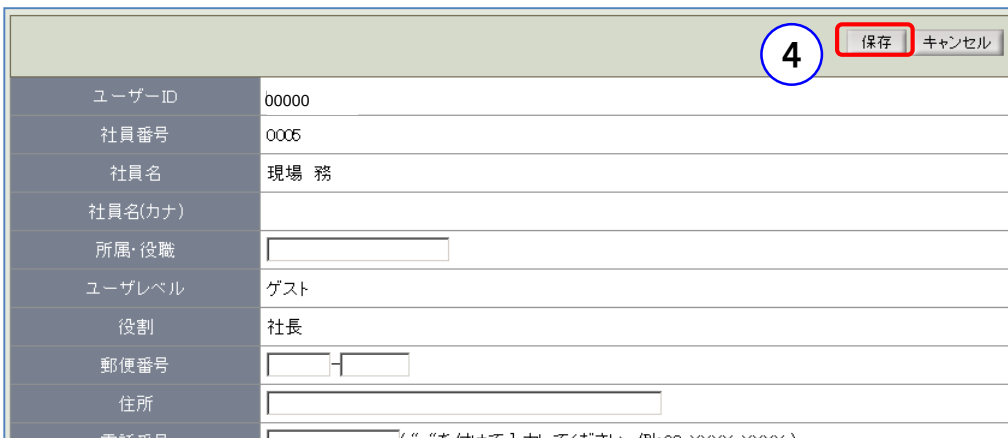 4 保存 キャンセル
ユーザーID 00000
社員番号 0005
社員名 現場 務
社員名(カナ)
所属・役職
ユーザレベル ゲスト
役割 社長
郵便番号 -
住所